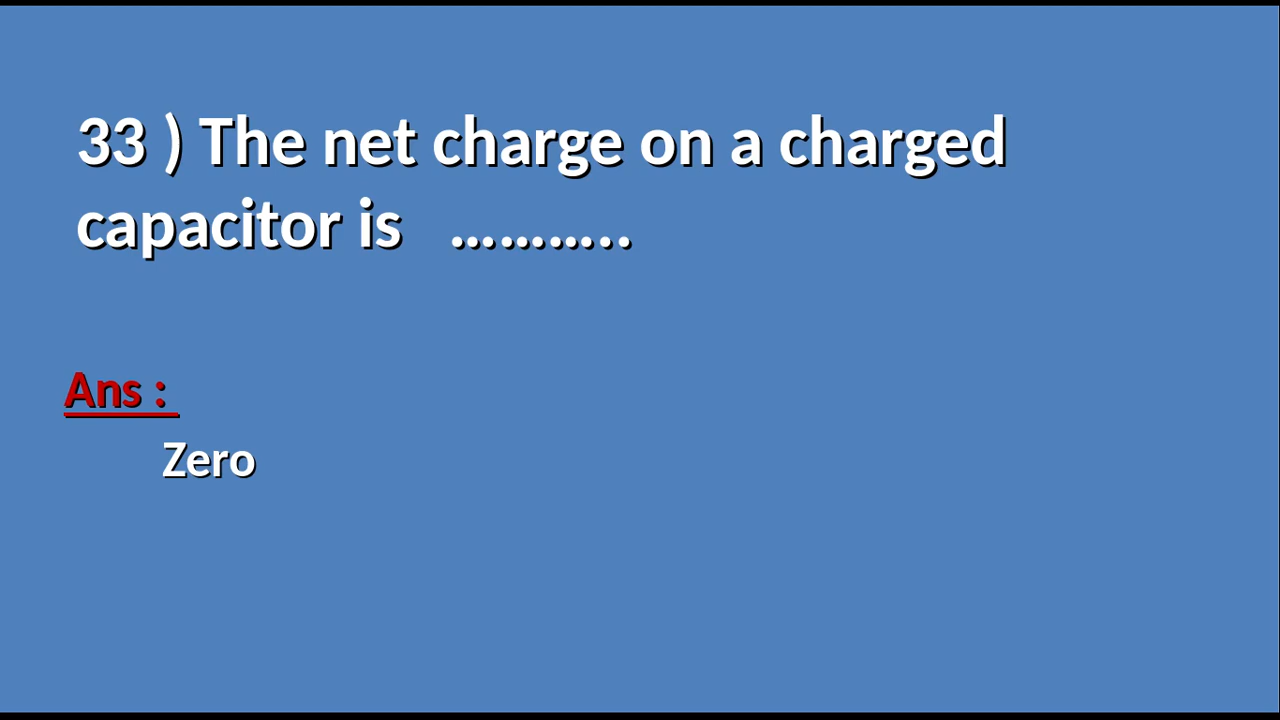 33 ) The net charge on a charged
capacitor is ………..
Ans :
Zero